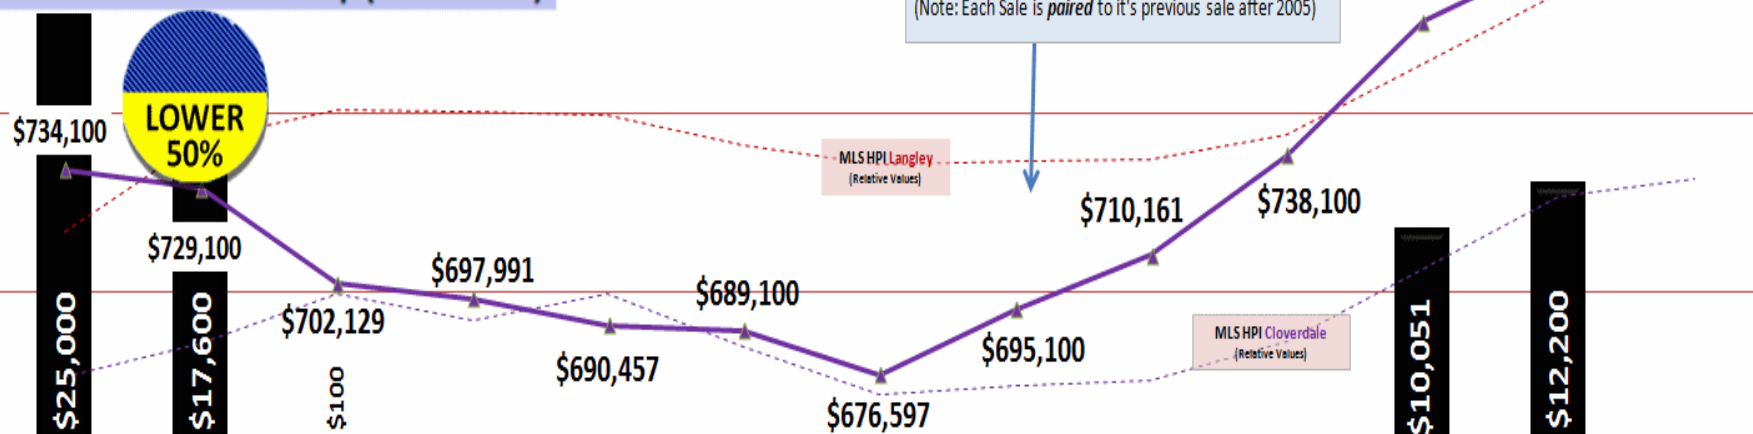 (Note: Each Sale is paired to it's previous sale after 2005)
LOWER
50%
$734,100
$729,100
$702,129
$697,991
$690,457
$689,100
$676,597
$695,100
$710,161
$738,100
MLS HPI Langley
(Relative Values)
MLS HPI Cloverdale
(Relative Values)
$25,000
$17,600
$100
$10,051
$12,200